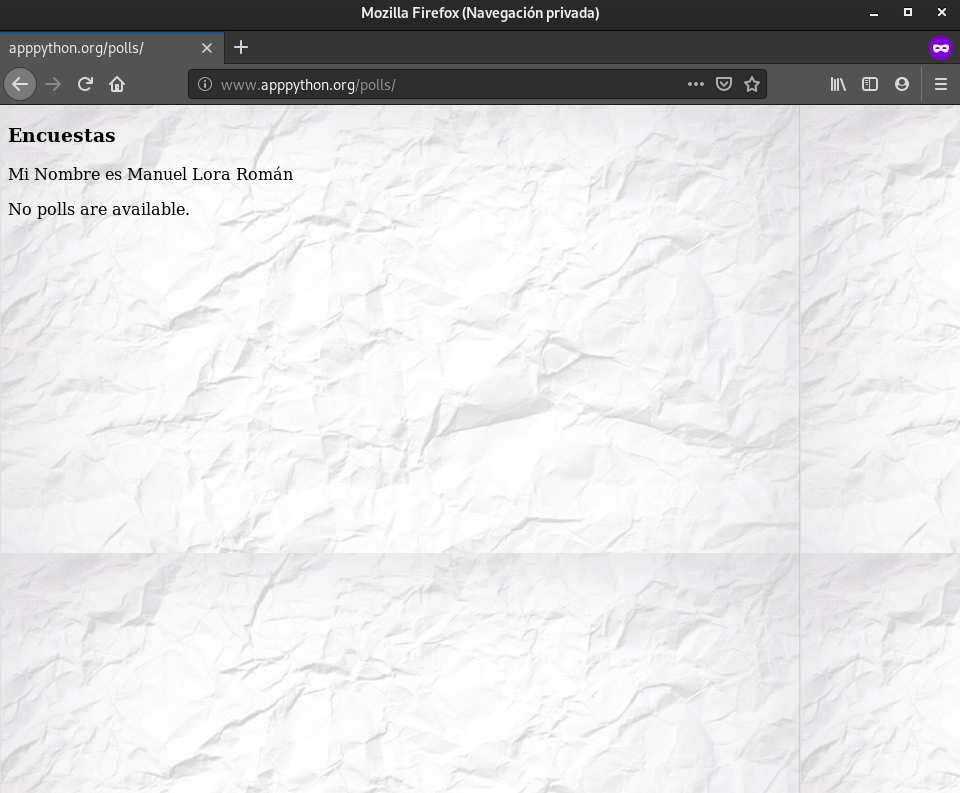 Mozilla Firefox (Navegación privada)
apppython.org/polls/
www.apppython.org/polls/
Encuestas
Mi Nombre es Manuel Lora Román
No polls are available.